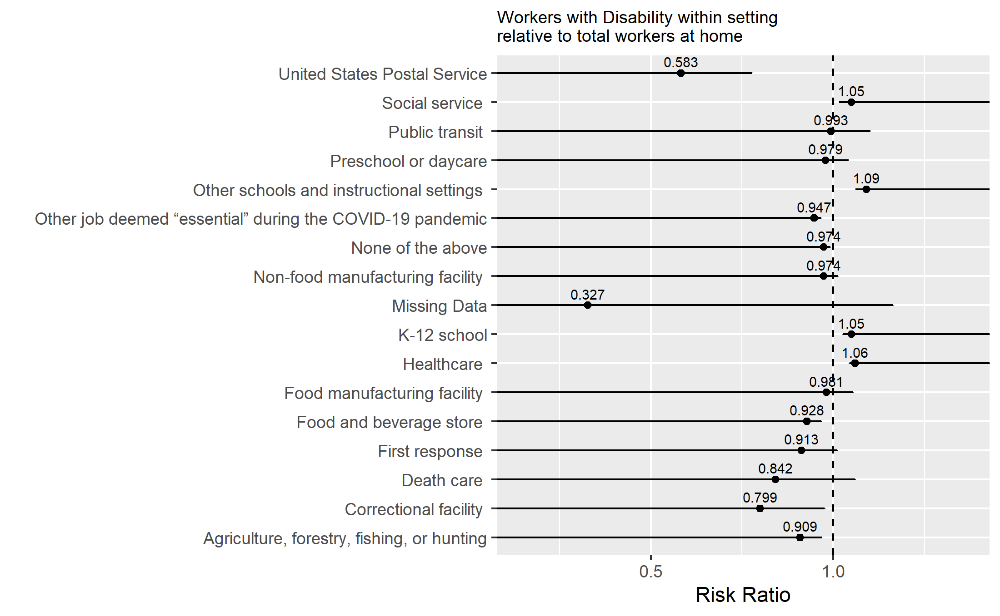 Workers with Disability within setting
relative to total workers at home
United States Postal Service
0.583
Social service
1.05
Public transit
0.993
Preschool or daycare
0.979
Other schools and instructional settings
1.09
Other job deemed “essential” during the COVID-19 pandemic
0.947
None of the above
0.974
Non-food manufacturing facility
0.974
Missing Data
0.327
K-12 school
1.05
Healthcare
1.06
Food manufacturing facility
0.981
Food and beverage store
0.928
First response
0.913
Death care
0.842
Correctional facility
0.799
Agriculture, forestry, fishing, or hunting
0.909
0.5
1.0
Risk Ratio